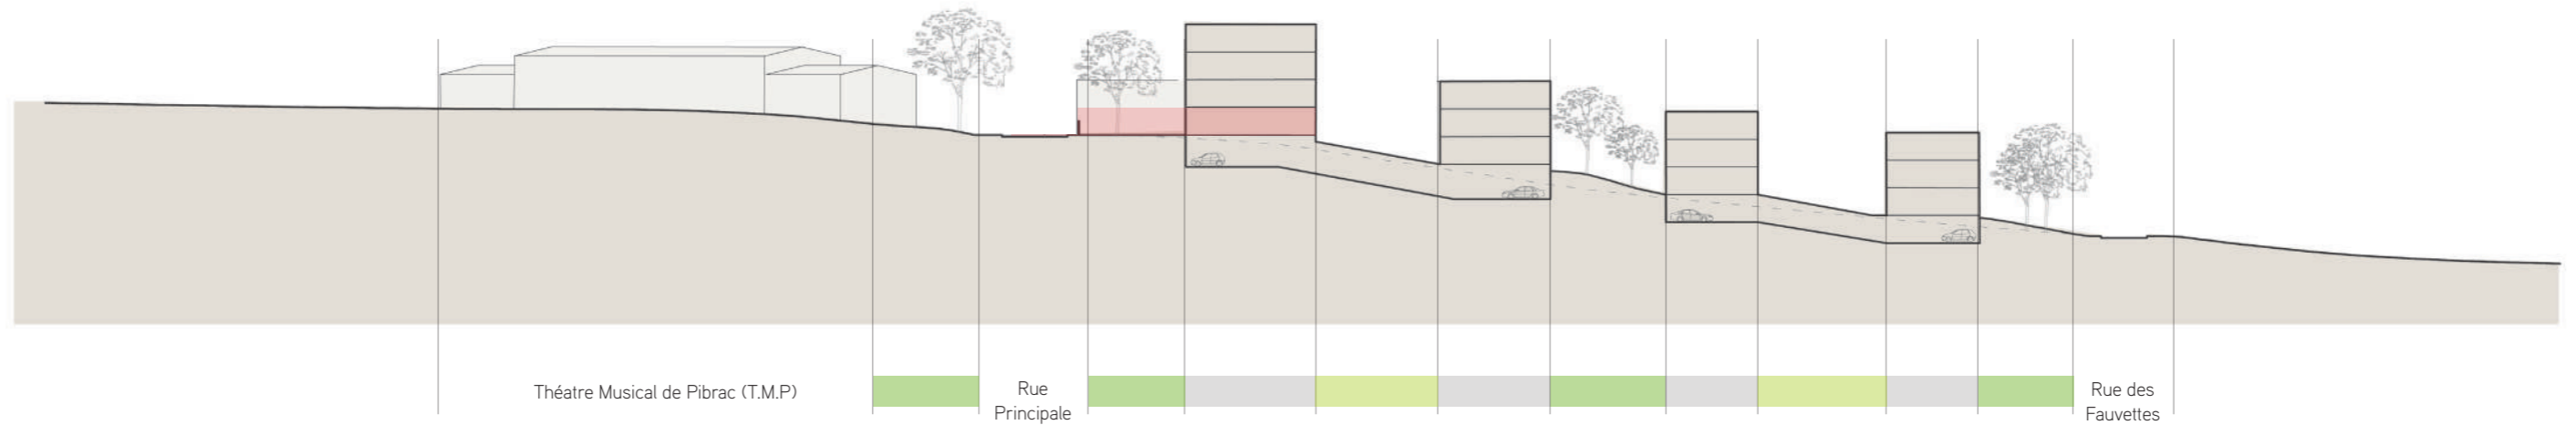 Théatre Musical de Pibrac (T.M.P)
Rue
Principale
Rue des
Fauvettes